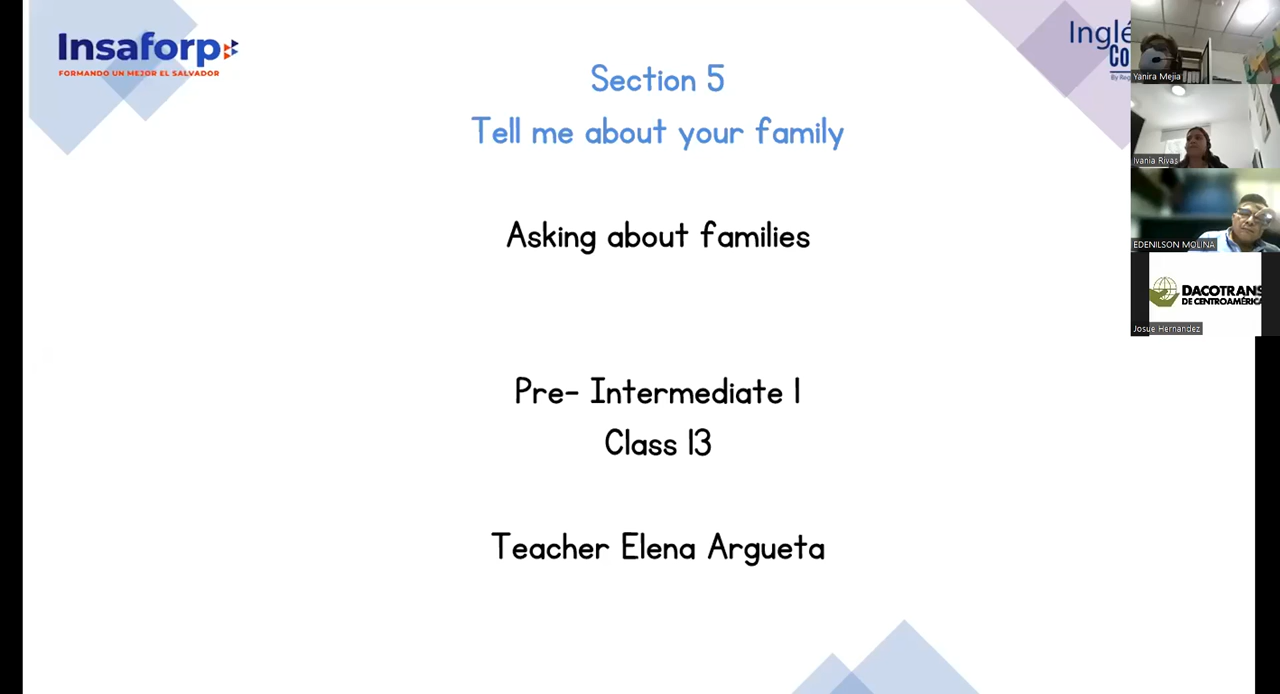 Insaforp
FORMANDO UN MEJOR EL SALVADOR
Section 5
Tell me about your family
Asking about families
Pre- Intermediate 1
Class 13
Teacher Elena Argueta
Yanira Mejia
Ivania Rivas
EDENILSON MOLINA
DACOTRANS
DE CENTROAMÉRICA
Josue Hernandez